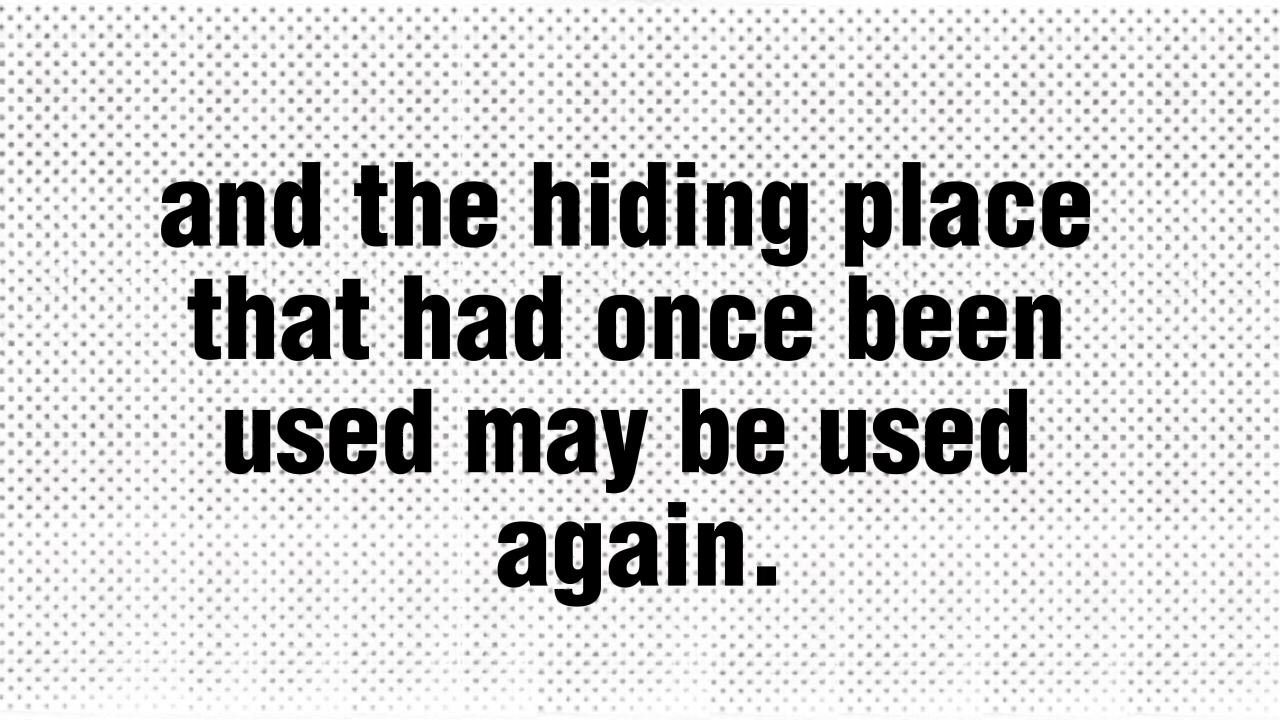 and the hiding place
that had once been
used may be used
again.